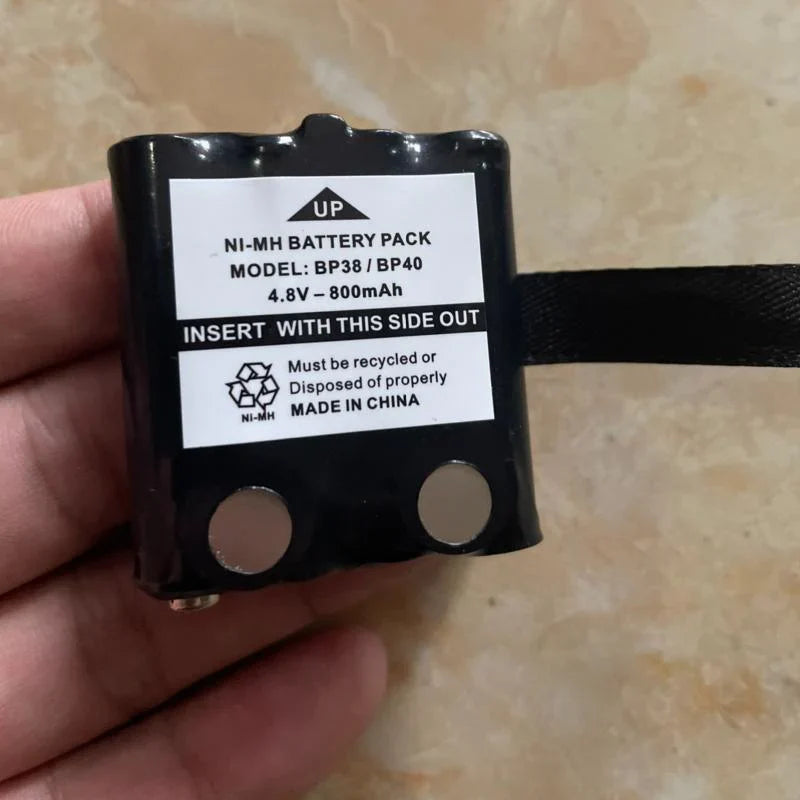 UP
NI-MH BATTERY PACK
MODEL: BP38 / BP40
4.8V – 800mAh
INSERT WITH THIS SIDE OUT
Must be recycled or
Disposed of properly
MADE IN CHINA
NI-MH